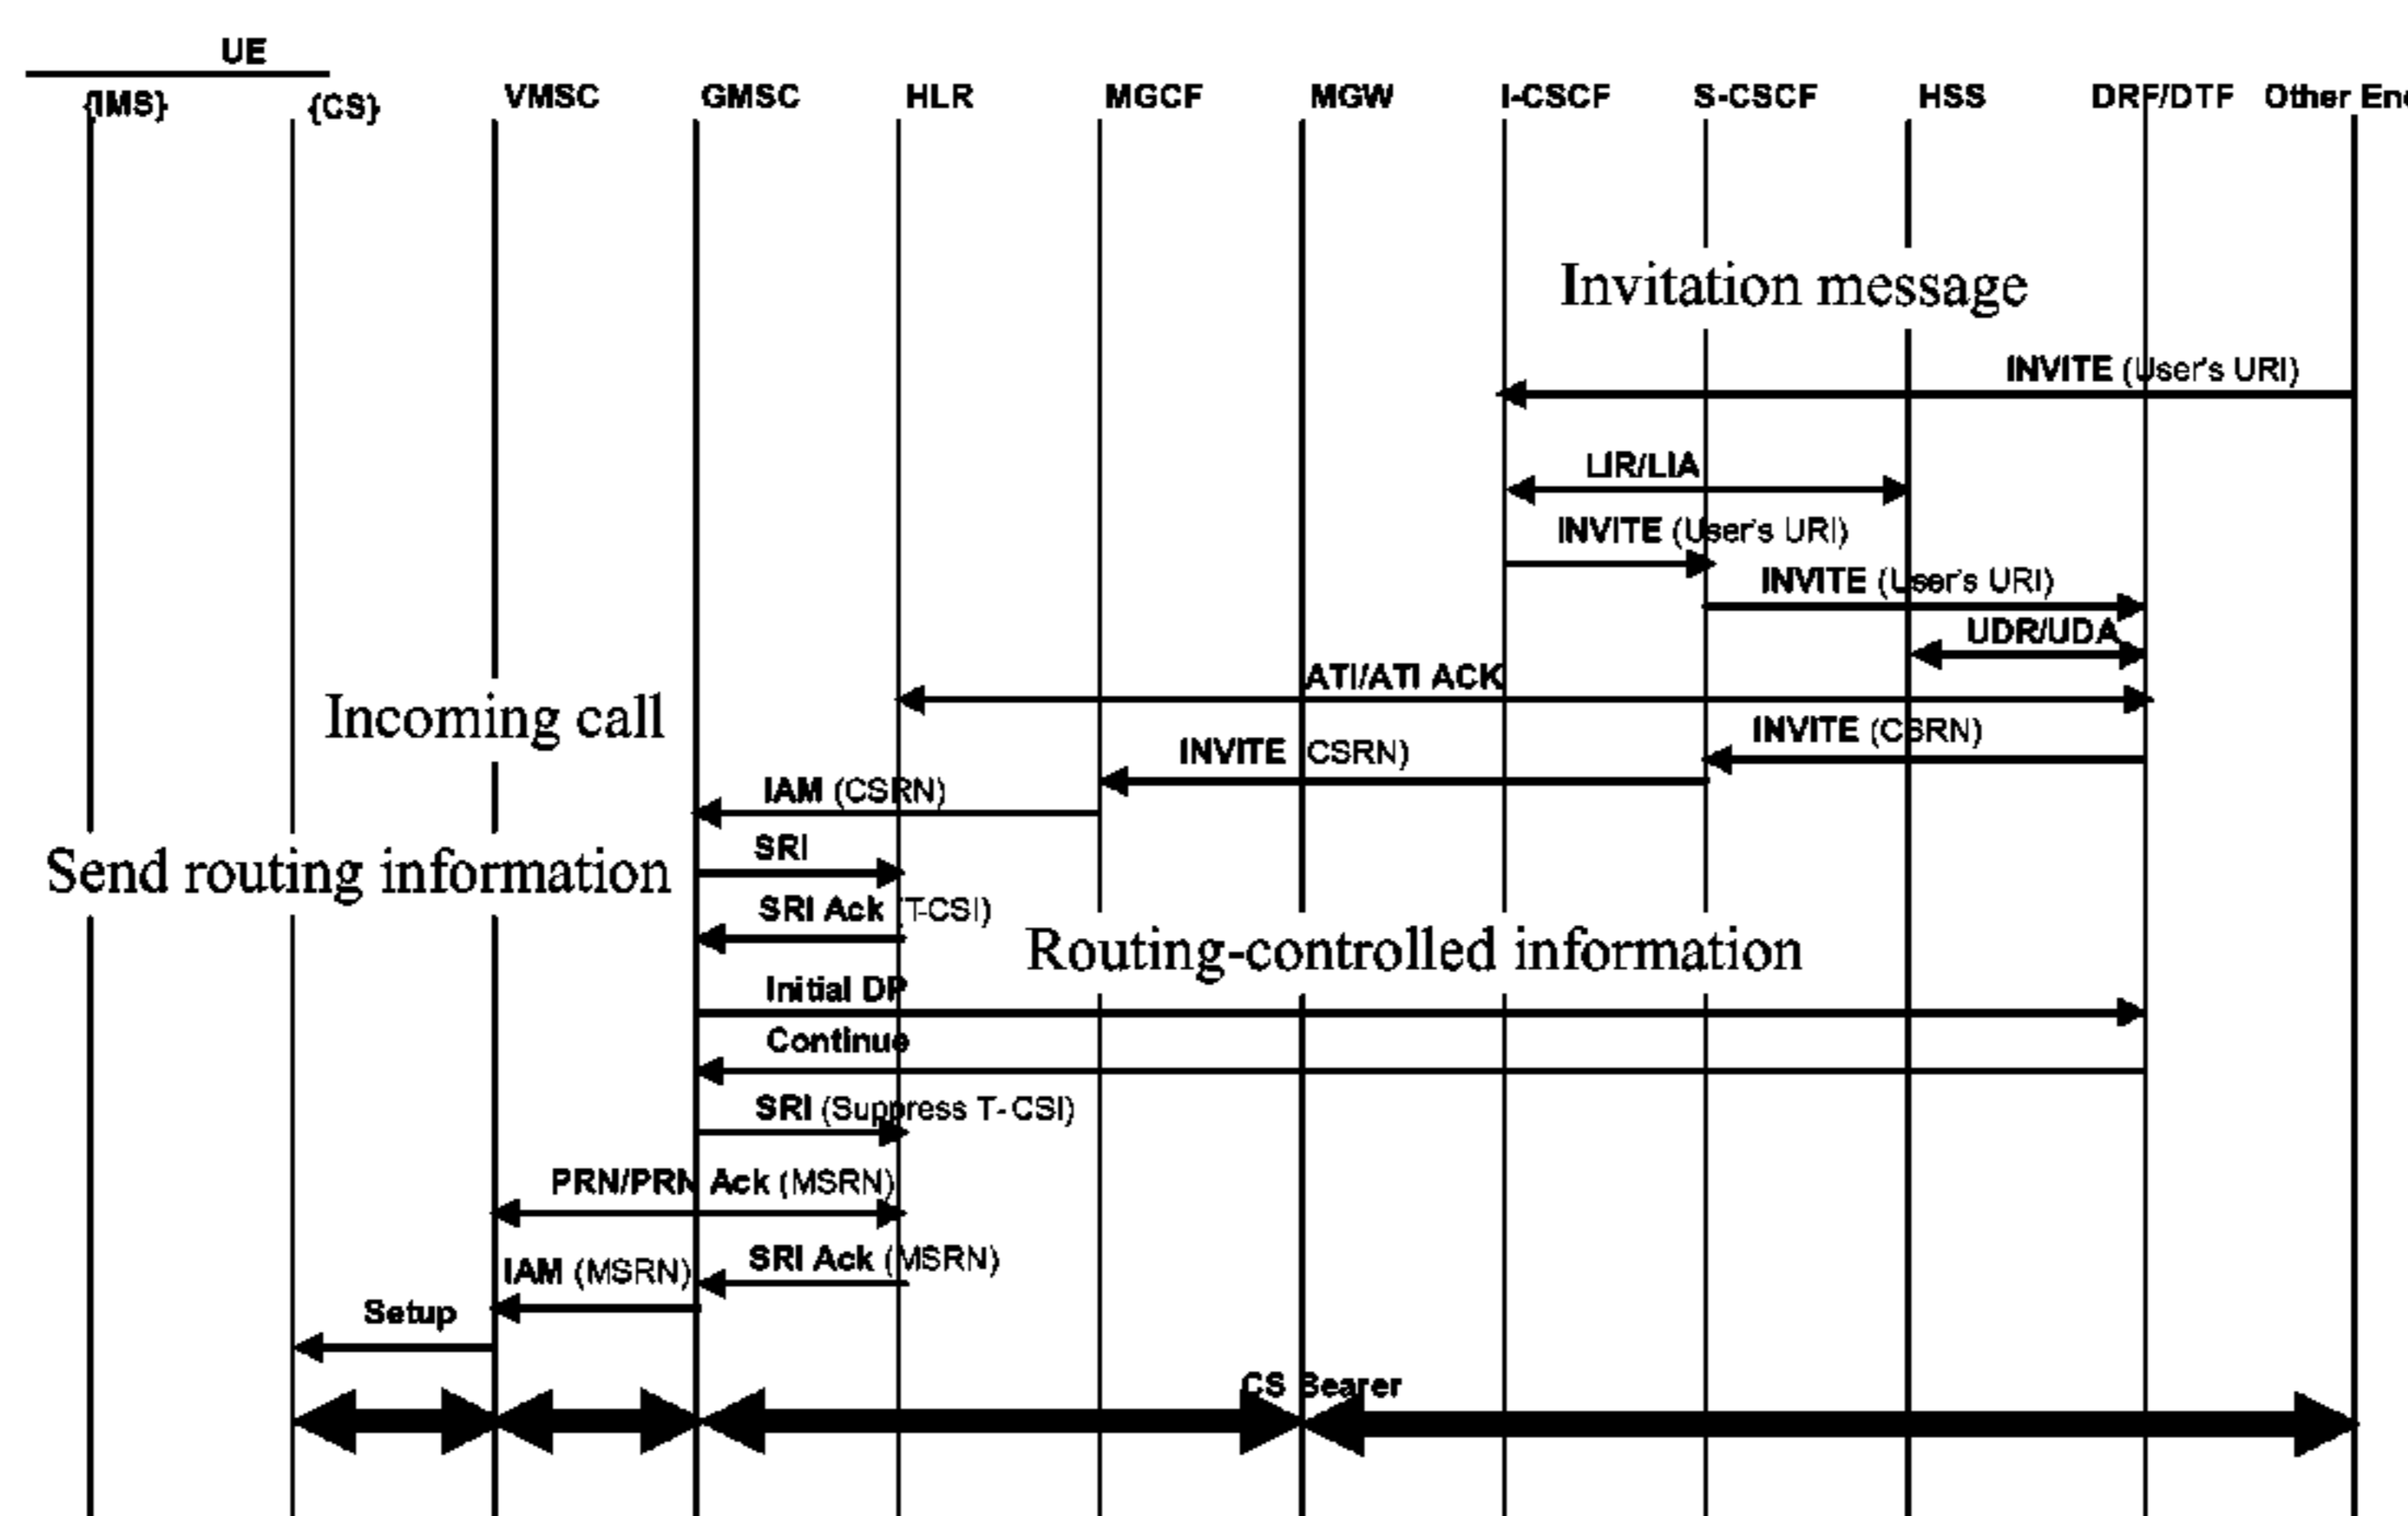 UE
{IMS}
{CS}
VMSC
GMSC
HLR
MGCF
MGW
I-CSCF
S-CSCF
HSS
DRF/DTF
Other End
Invitation message
INVITE (User's URI)
LIR/LIA
INVITE (User's URI)
INVITE (User's URI)
UDR/UDA
ATI/ATI ACK
Incoming call
INVITE (CSRN)
INVITE CSRN)
IAM (CSRN)
SRI
Send routing information
SRI Ack (T-CSI)
Routing-controlled information
Initial DP
Continue
SRI (Suppress T-CSI)
PRN/PRN Ack (MSRN)
SRI Ack (MSRN)
IAM (MSRN)
Setup
CS Bearer